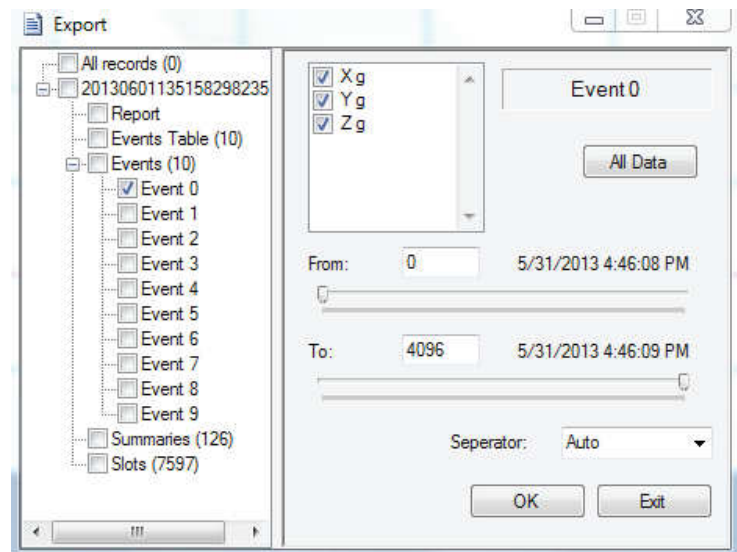 Export
All records (0)
20130601135158298235
Report
Events Table (10)
Events (10)
Event 0
Event 1
Event 2
Event 3
Event 4
Event 5
Event 6
Event 7
Event 8
Event 9
Summaries (126)
Slots (7597)
X g
Y g
Z g
Event 0
All Data
From: 0 5/31/2013 4:46:08 PM
To: 4096 5/31/2013 4:46:09 PM
Seperator: Auto
OK Exit